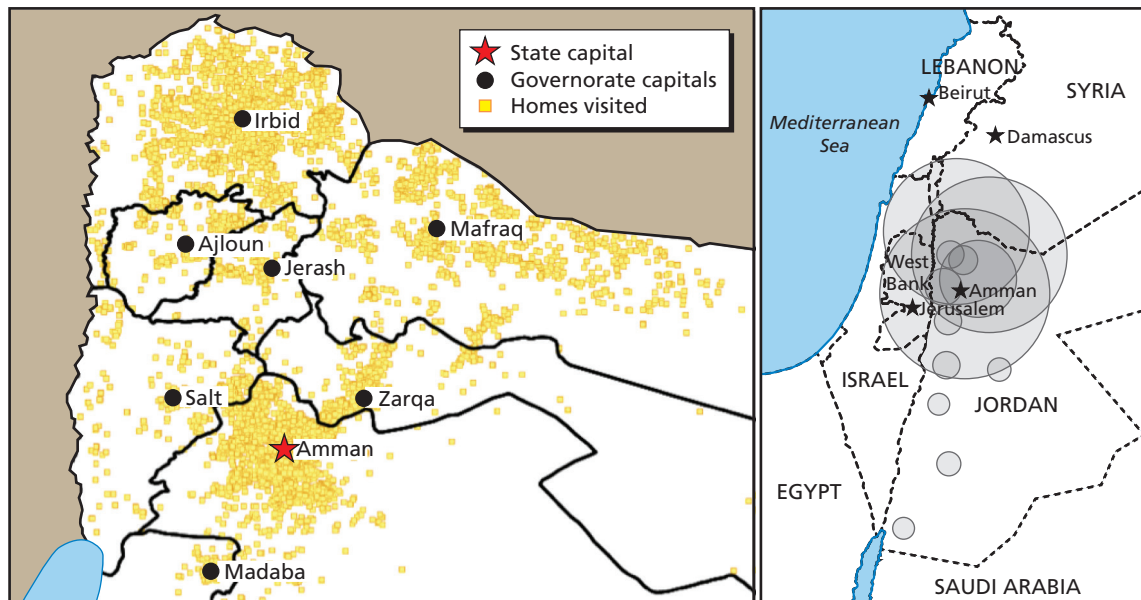 State capital
Governorate capitals
Homes visited
Irbid
Ajloun
Jerash
Mafraq
Salt
Zarqa
Amman
Madaba
LEBANON
Beirut
SYRIA
Mediterranean
Sea
Damascus
West
Bank
Amman
Jerusalem
ISRAEL
JORDAN
EGYPT
SAUDI ARABIA